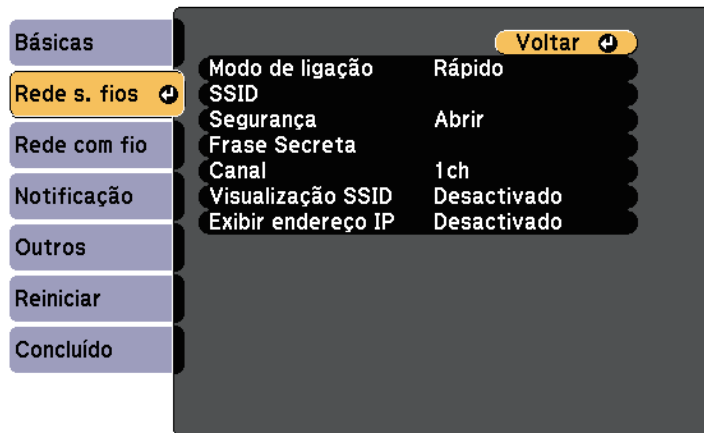 Básicas
Rede s. fios
Rede com fio
Notificação
Outros
Reiniciar
Concluído
Voltar
Modo de ligação Rápido
SSID
Segurança Abrir
Frase Secreta
Canal 1ch
Visualização SSID Desactivado
Exibir endereço IP Desactivado